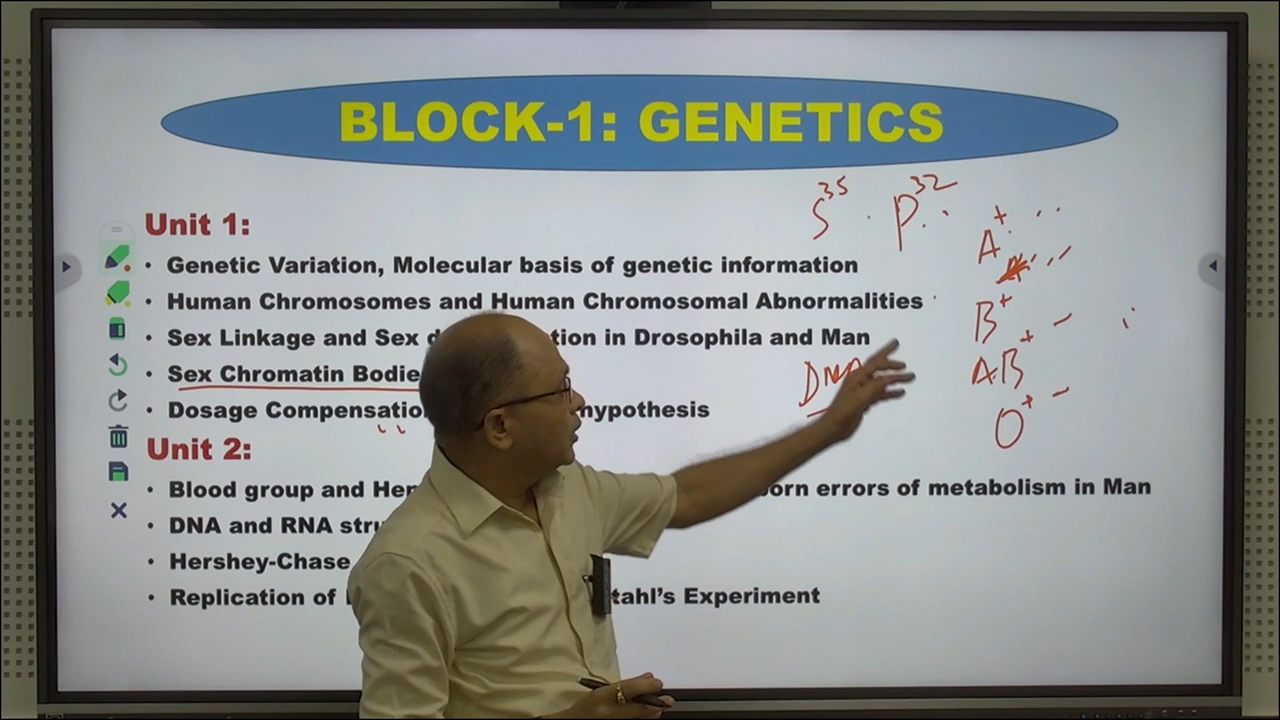 BLOCK-1: GENETICS
S35 . P32
Unit 1:
A+
• Genetic Variation, Molecular basis of genetic information
• Human Chromosomes and Human Chromosomal Abnormalities
B+ -
• Sex Linkage and Sex tion in Drosophila and Man
• Sex Chromatin Bodie
DNA
AB+
• Dosage Compensatio hypothesis
O+ -
Unit 2:
• Blood group and orn errors of metabolism in Man
• DNA and RNA stru
• Hershey-Chase
• Replication of tahl's Experiment